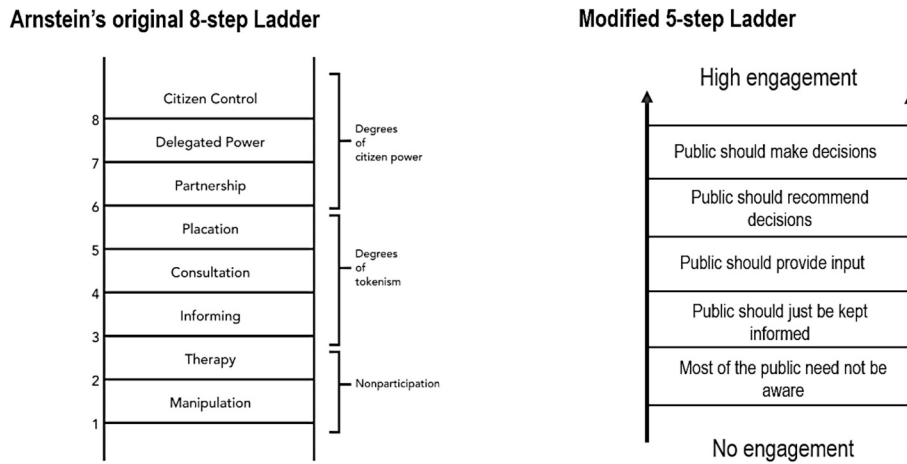 Arnstein's original 8-step Ladder
Citizen Control
8
Delegated Power
7
Partnership
6
Placation
5
Consultation
4
Informing
3
Therapy
2
Manipulation
1
Degrees
of
citizen power
Degrees
of
tokenism
Nonparticipation
Modified 5-step Ladder
High engagement
Public should make decisions
Public should recommend
decisions
Public should provide input
Public should just be kept
informed
Most of the public need not be
aware
No engagement